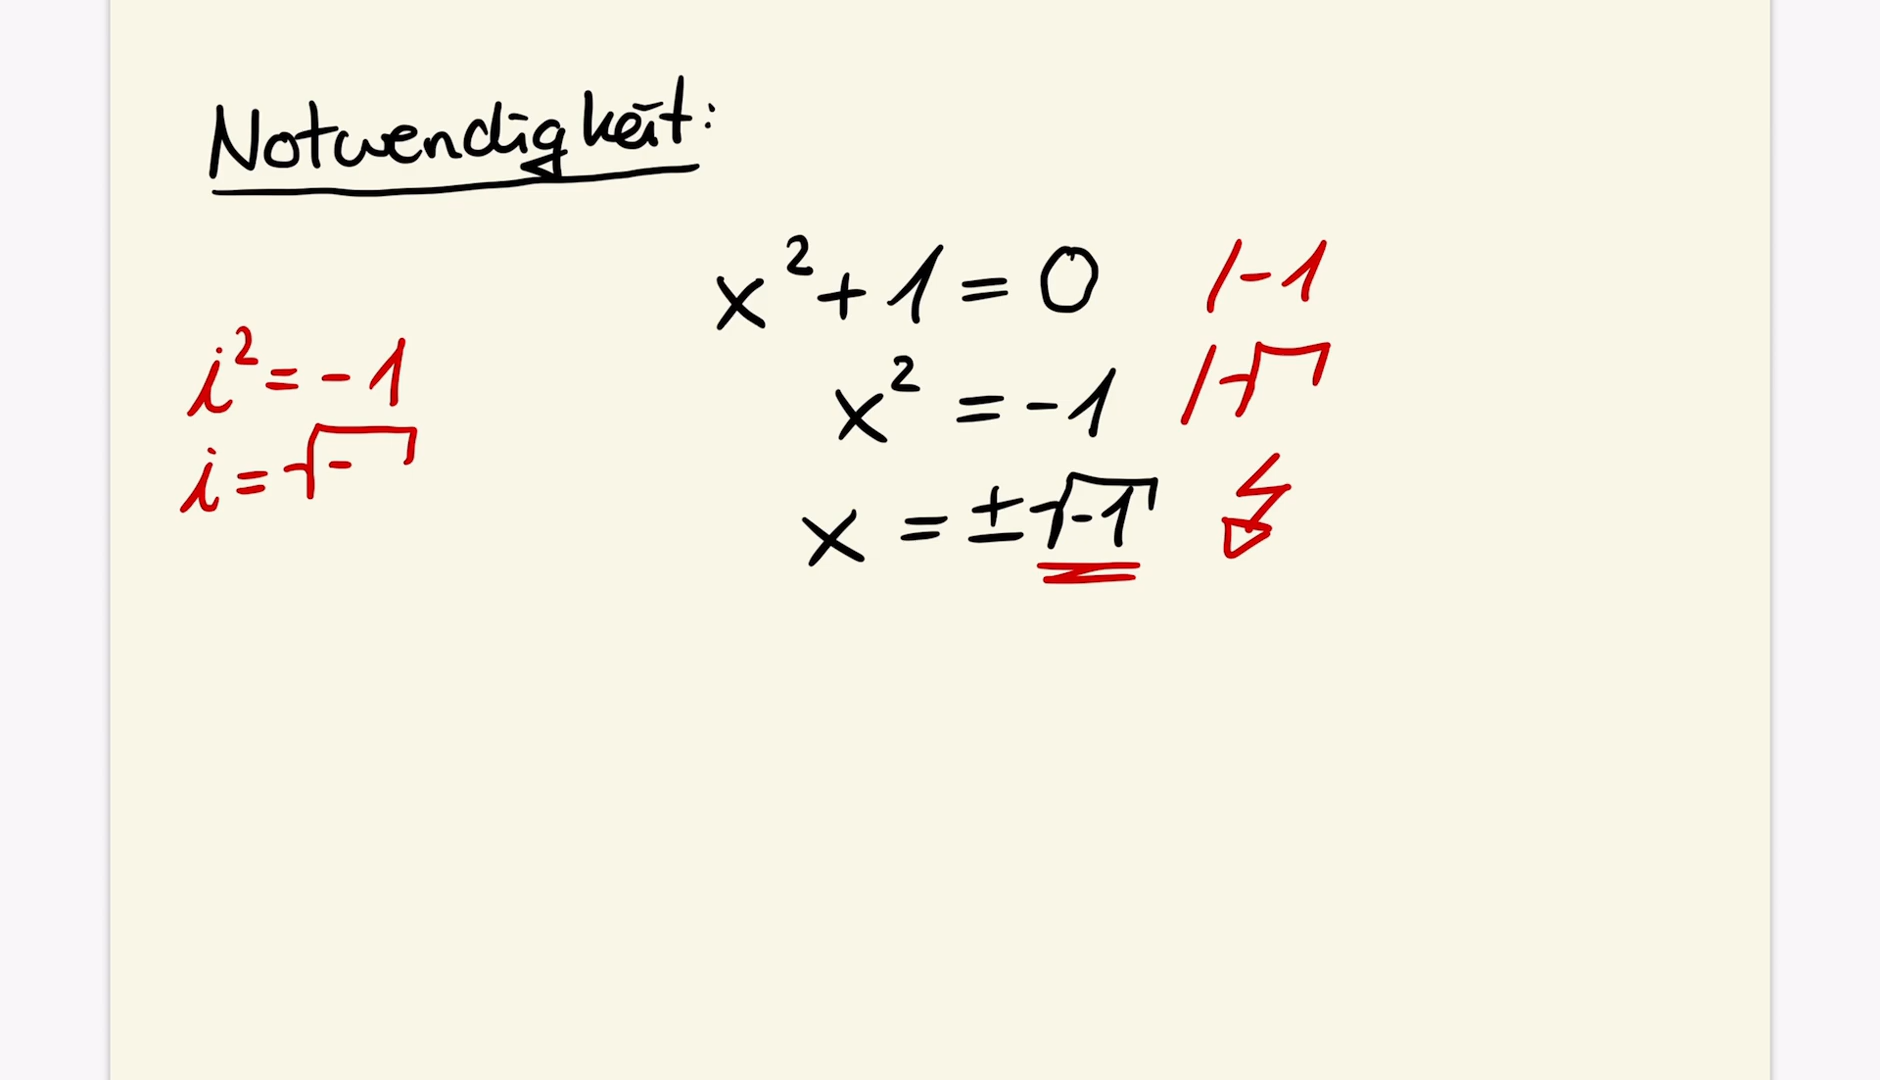 Notwendigkeit:
x² + 1 = 0 /-1
i² = -1
x² = -1 /√
i = √-
x = ±√-1